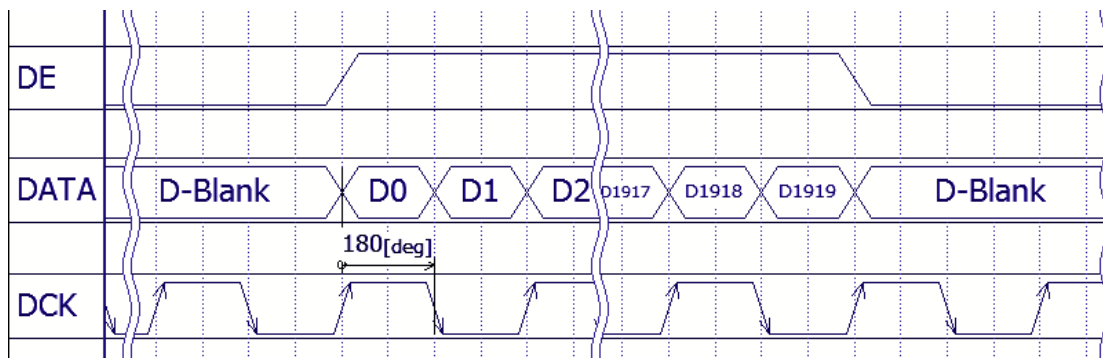 DE
DATA D-Blank D0 D1 D2 D1917 D1918 D1919 D-Blank
180[deg]
DCK